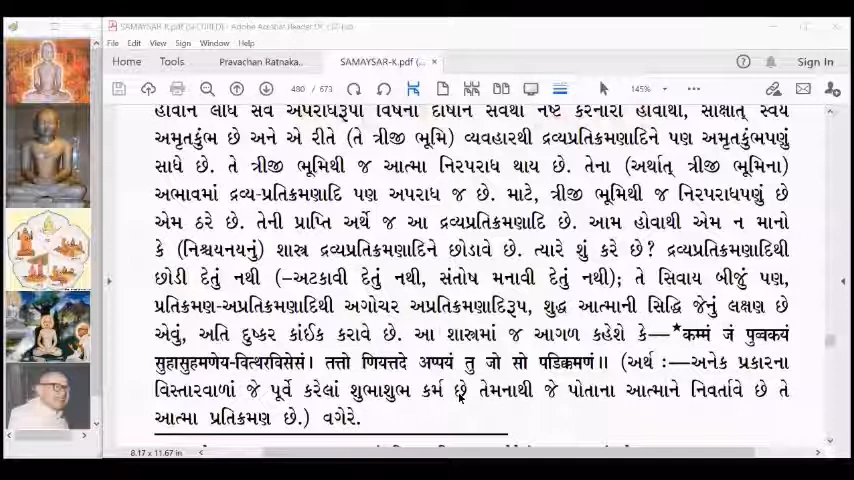 SAMAYSAR-K.pdf (SECURED) - Adobe Acrobat Reader DC (32-bit)
File Edit View Sign Window Help
Home Tools Pravachan Ratnaka... SAMAYSAR-K.pdf (... × Sign In
480 / 673 145%
હોવાને લીધે સર્વ અપરાધરૂપી વિષના દોષોને સર્વથા નષ્ટ કરનારી હોવાથી, સાક્ષાત્ સ્વયં
અમૃતકુંભ છે અને એ રીતે (તે ત્રીજી ભૂમિ) વ્યવહારથી દ્રવ્યપ્રતિક્રમણાદિને પણ અમૃતકુંભપણું
સાધે છે. તે ત્રીજી ભૂમિથી જ આત્મા નિરપરાધ થાય છે. તેના (અર્થાત્ ત્રીજી ભૂમિના)
અભાવમાં દ્રવ્ય-પ્રતિક્રમણાદિ પણ અપરાધ જ છે. માટે, ત્રીજી ભૂમિથી જ નિરપરાધપણું છે
એમ ઠરે છે. તેની પ્રાપ્તિ અર્થે જ આ દ્રવ્યપ્રતિક્રમણાદિ છે. આમ હોવાથી એમ ન માનો
કે (નિશ્ચયનયનું) શાસ્ત્ર દ્રવ્યપ્રતિક્રમણાદિને છોડાવે છે. ત્યારે શું કરે છે? દ્રવ્યપ્રતિક્રમણાદિથી
છોડી દેતું નથી (–અટકાવી દેતું નથી, સંતોષ મનાવી દેતું નથી); તે સિવાય બીજું પણ,
પ્રતિક્રમણ-અપ્રતિક્રમણાદિથી અગોચર અપ્રતિક્રમણાદિરૂપ, શુદ્ધ આત્માની સિદ્ધિ જેનું લક્ષણ છે
એવું, અતિ દુષ્કર કાંઈક કરાવે છે. આ શાસ્ત્રમાં જ આગળ કહેશે કે—*कम्मं जं पुव्वकयं
सुहासुहमणेय-वित्थरविसेसं। तत्तो णियत्तदे अप्पयं तु जो सो पडिक्कमणं।। (અર્થ :—અનેક પ્રકારના
વિસ્તારવાળાં જે પૂર્વે કરેલાં શુભાશુભ કર્મ છે તેમનાથી જે પોતાના આત્માને નિવર્તાવે છે તે
આત્મા પ્રતિક્રમણ છે.) વગેરે.
8.17 x 11.67 in